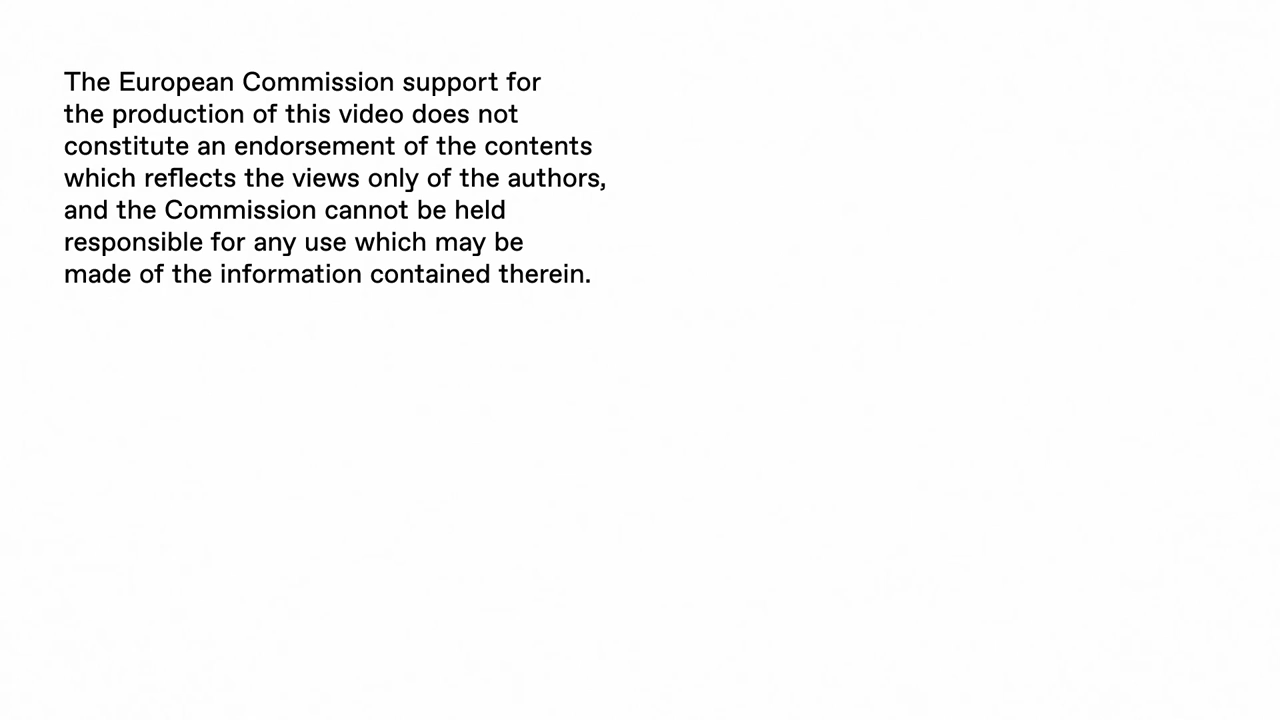 The European Commission support for
the production of this video does not
constitute an endorsement of the contents
which reflects the views only of the authors,
and the Commission cannot be held
responsible for any use which may be
made of the information contained therein.